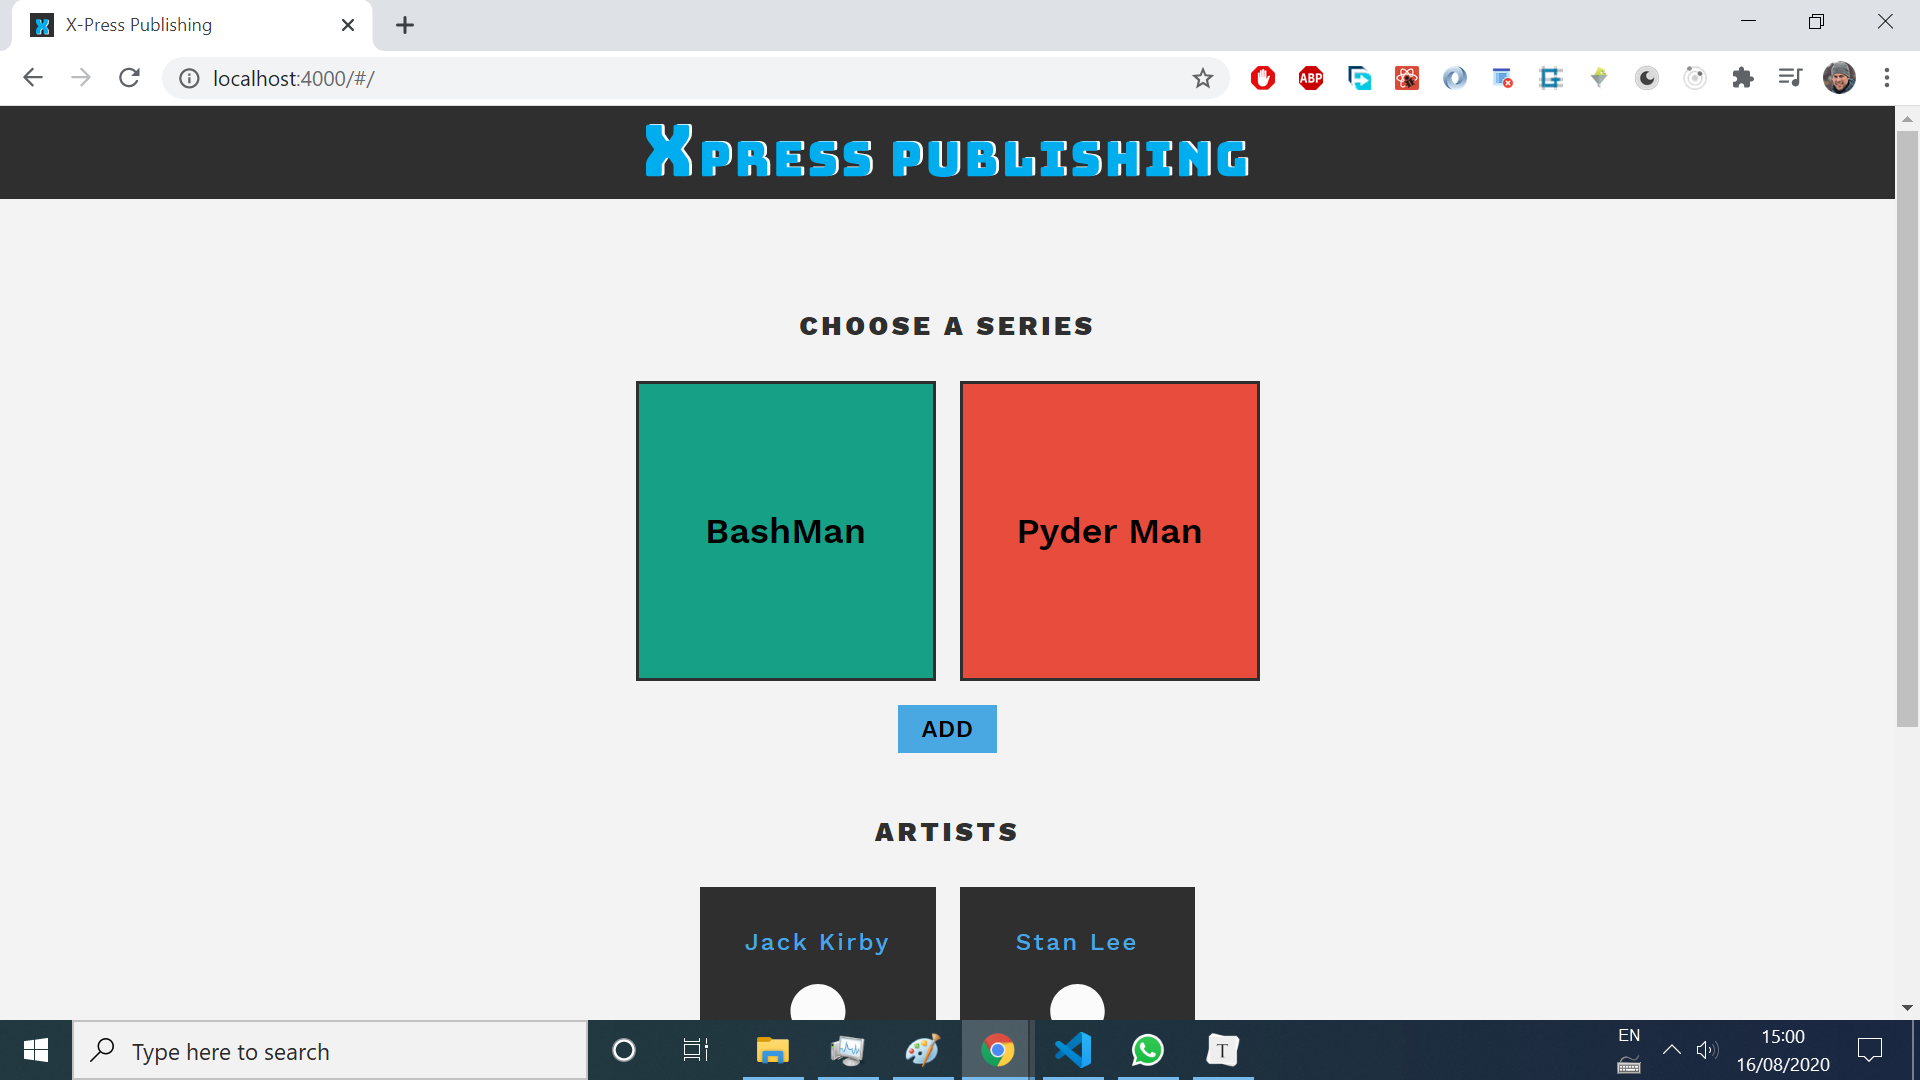 X-Press Publishing
localhost:4000/#/
ABP
XPRESS PUBLISHING
CHOOSE A SERIES
BashMan
Pyder Man
ADD
ARTISTS
Jack Kirby
Stan Lee
Type here to search
T
EN
15:00
16/08/2020